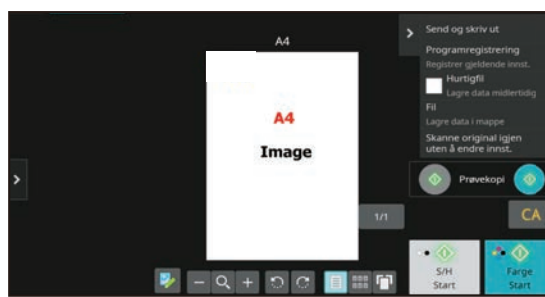 A4
A4
Image
1/1
Send og skriv ut
Programregistrering
Registrer gjeldende innst.
Hurtigfil
Lagre data midlertidig
Fil
Lagre data i mappe
Skanne original igjen
uten å endre innst.
Prøvekopi
CA
S/H
Start
Farge
Start